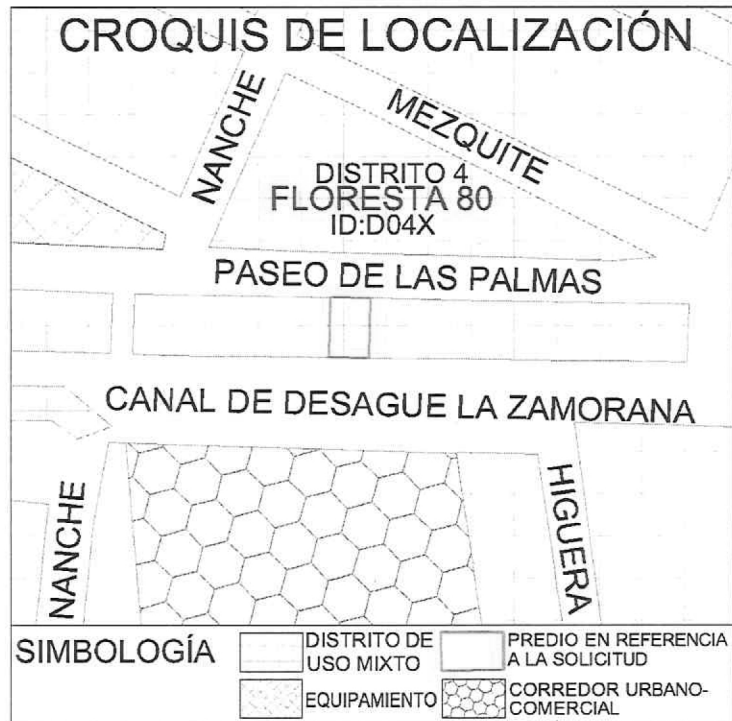 CROQUIS DE LOCALIZACIÓN
NANCHE
MEZQUITE
DISTRITO 4
FLORESTA 80
ID:D04X
PASEO DE LAS PALMAS
CANAL DE DESAGUE LA ZAMORANA
NANCHE
HIGUERA
SIMBOLOGÍA
DISTRITO DE
USO MIXTO
PREDIO EN REFERENCIA
A LA SOLICITUD
EQUIPAMIENTO
CORREDOR URBANO-
COMERCIAL